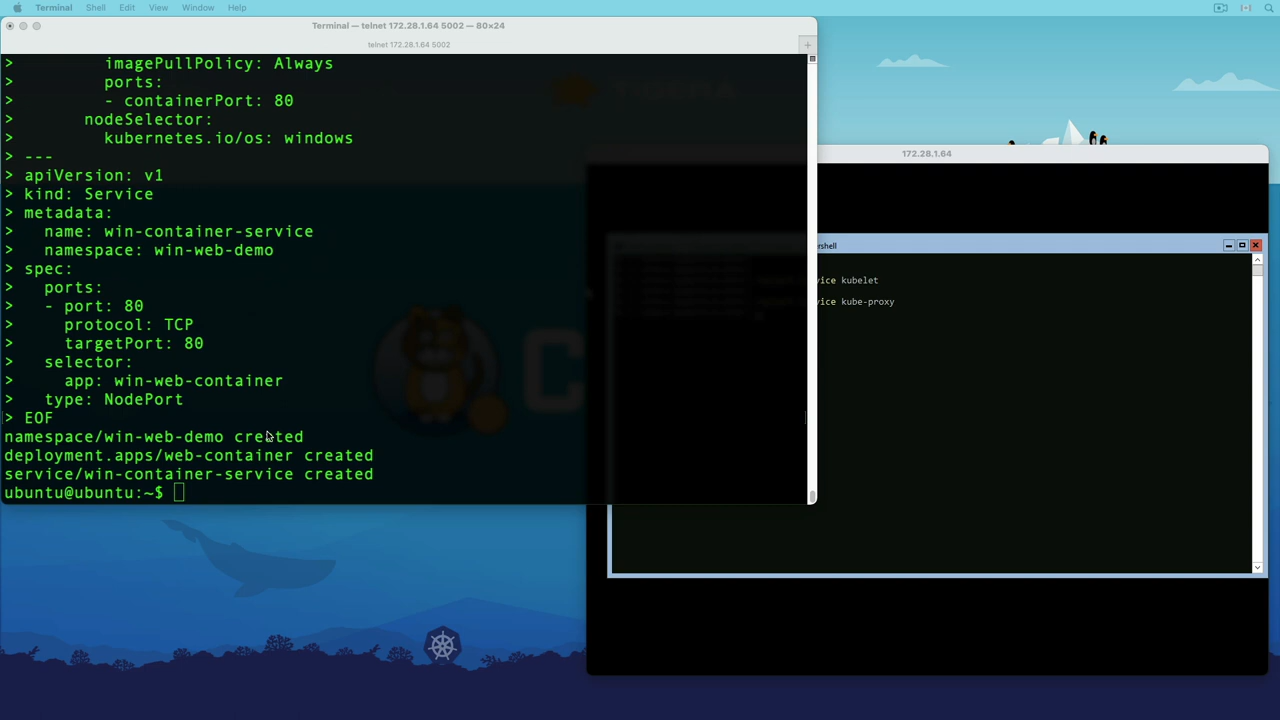 Terminal Shell Edit View Window Help
Terminal — telnet 172.28.1.64 5002 — 80×24
telnet 172.28.1.64 5002
>         imagePullPolicy: Always
>         ports:
>         - containerPort: 80
>       nodeSelector:
>         kubernetes.io/os: windows
> ---
> apiVersion: v1
> kind: Service
> metadata:
>   name: win-container-service
>   namespace: win-web-demo
> spec:
>   ports:
>   - port: 80
>     protocol: TCP
>     targetPort: 80
>   selector:
>     app: win-web-container
>   type: NodePort
> EOF
namespace/win-web-demo created
deployment.apps/web-container created
service/win-container-service created
ubuntu@ubuntu:~$
172.28.1.64
ershell
vice kubelet
vice kube-proxy
TIGERA
C